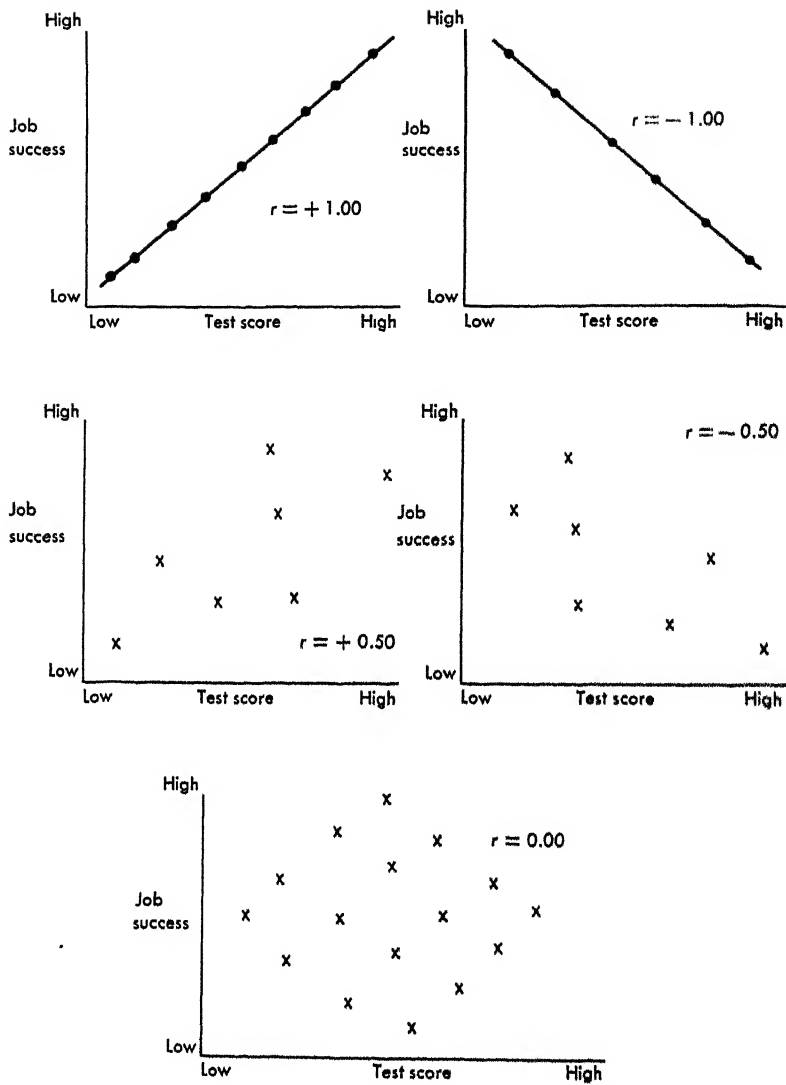 High
Job
success
r = + 1.00
Low
Low Test score High
High
Job
success
r = - 1.00
Low
Low Test score High
High
Job
success
r = + 0.50
Low
Low Test score High
High
r = - 0.50
Job
success
Low
Low Test score High
High
r = 0.00
Job
success
Low
Low Test score High